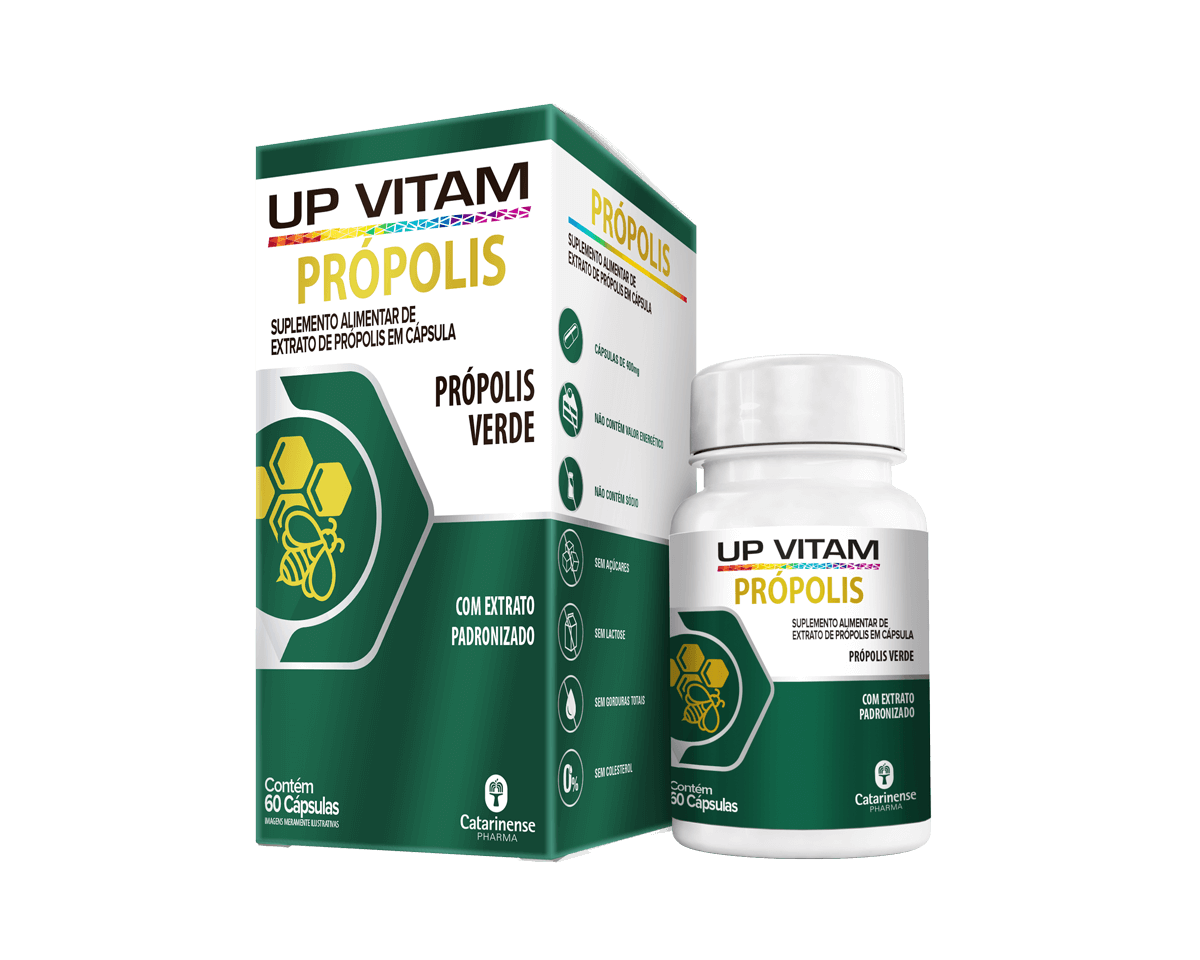 UP VITAM
PRÓPOLIS
SUPLEMENTO ALIMENTAR DE
EXTRATO DE PRÓPOLIS EM CÁPSULA
PRÓPOLIS
VERDE
COM EXTRATO
PADRONIZADO
Contém
60 Cápsulas
IMAGENS MERAMENTE ILUSTRATIVAS
Catarinense
PHARMA
PRÓPOLIS
SUPLEMENTO ALIMENTAR DE
EXTRATO DE PRÓPOLIS EM CÁPSULA
CÁPSULAS DE 400mg
NÃO CONTÉM VALOR ENERGÉTICO
NÃO CONTÉM SÓDIO
SEM AÇÚCARES
SEM LACTOSE
SEM GORDURAS TOTAIS
0%
SEM COLESTEROL
UP VITAM
PRÓPOLIS
SUPLEMENTO ALIMENTAR DE
EXTRATO DE PRÓPOLIS EM CÁPSULA
PRÓPOLIS VERDE
COM EXTRATO
PADRONIZADO
Contém
60 Cápsulas
Catarinense
PHARMA